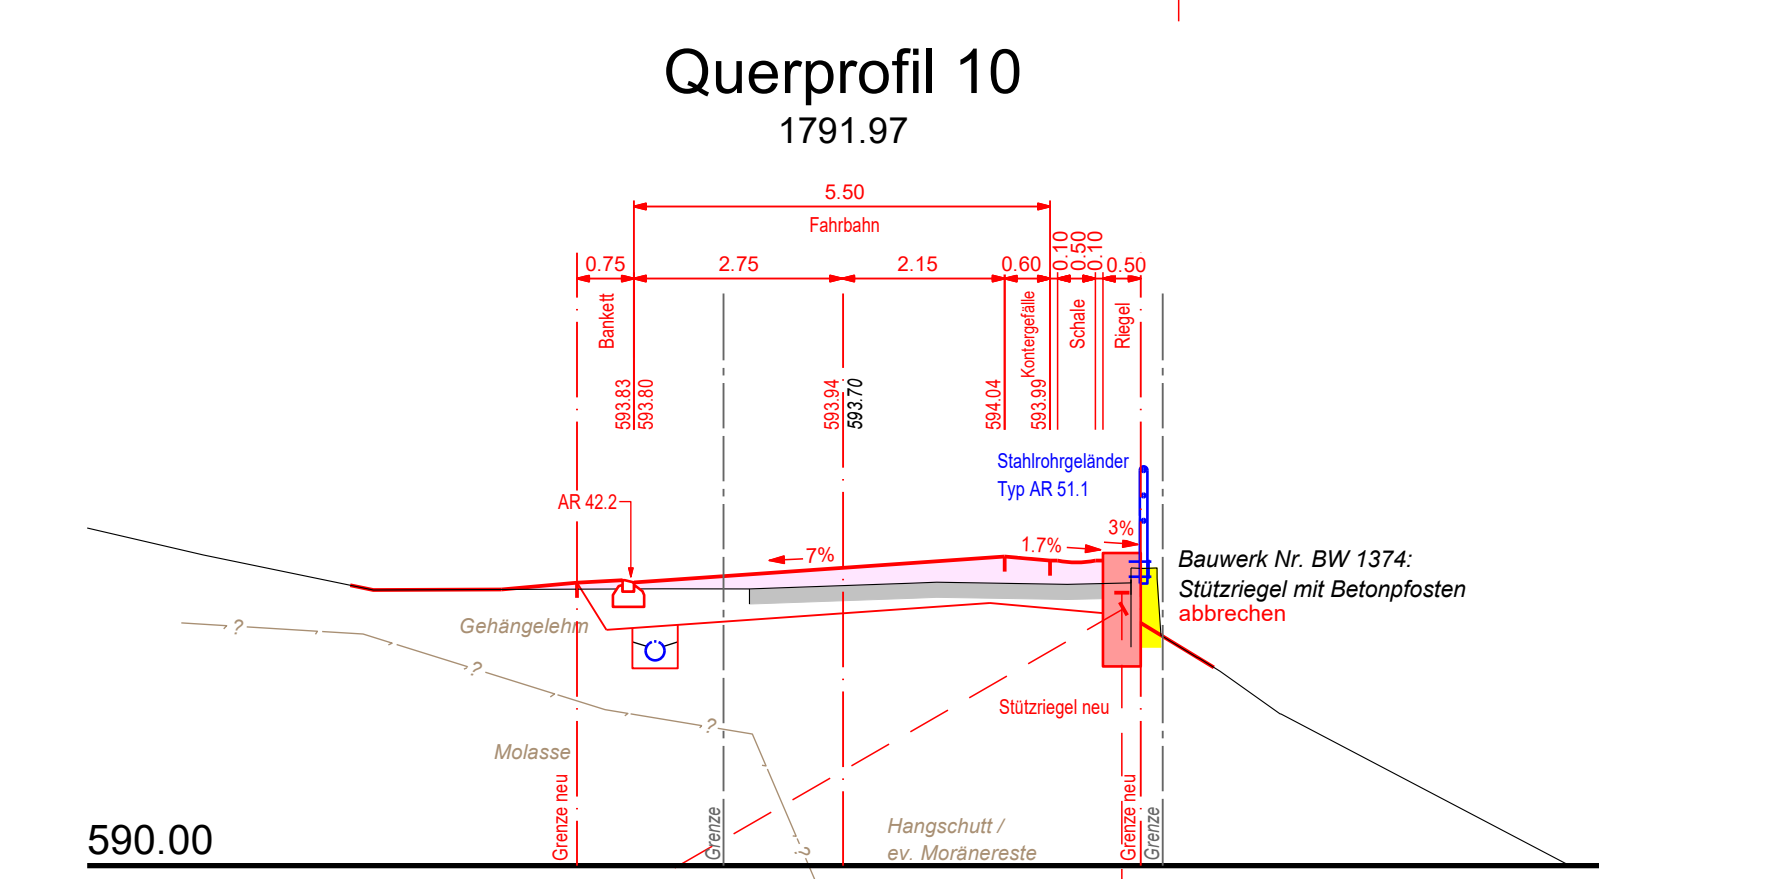 Querprofil 10
1791.97
5.50
Fahrbahn
0.75
2.75
2.15
0.60
0.10
0.50
0.10
0.50
Bankett
Kontergefälle
Schale
Riegel
593.83
593.80
593.94
593.70
594.04
593.99
Stahlrohrgeländer
Typ AR 51.1
AR 42.2
7%
1.7%
3%
Bauwerk Nr. BW 1374:
Stützriegel mit Betonpfosten
abbrechen
Gehängelehm
?
?
?
?
Stützriegel neu
Molasse
Grenze neu
Grenze
Hangschutt /
ev. Moränereste
Grenze neu
Grenze
590.00